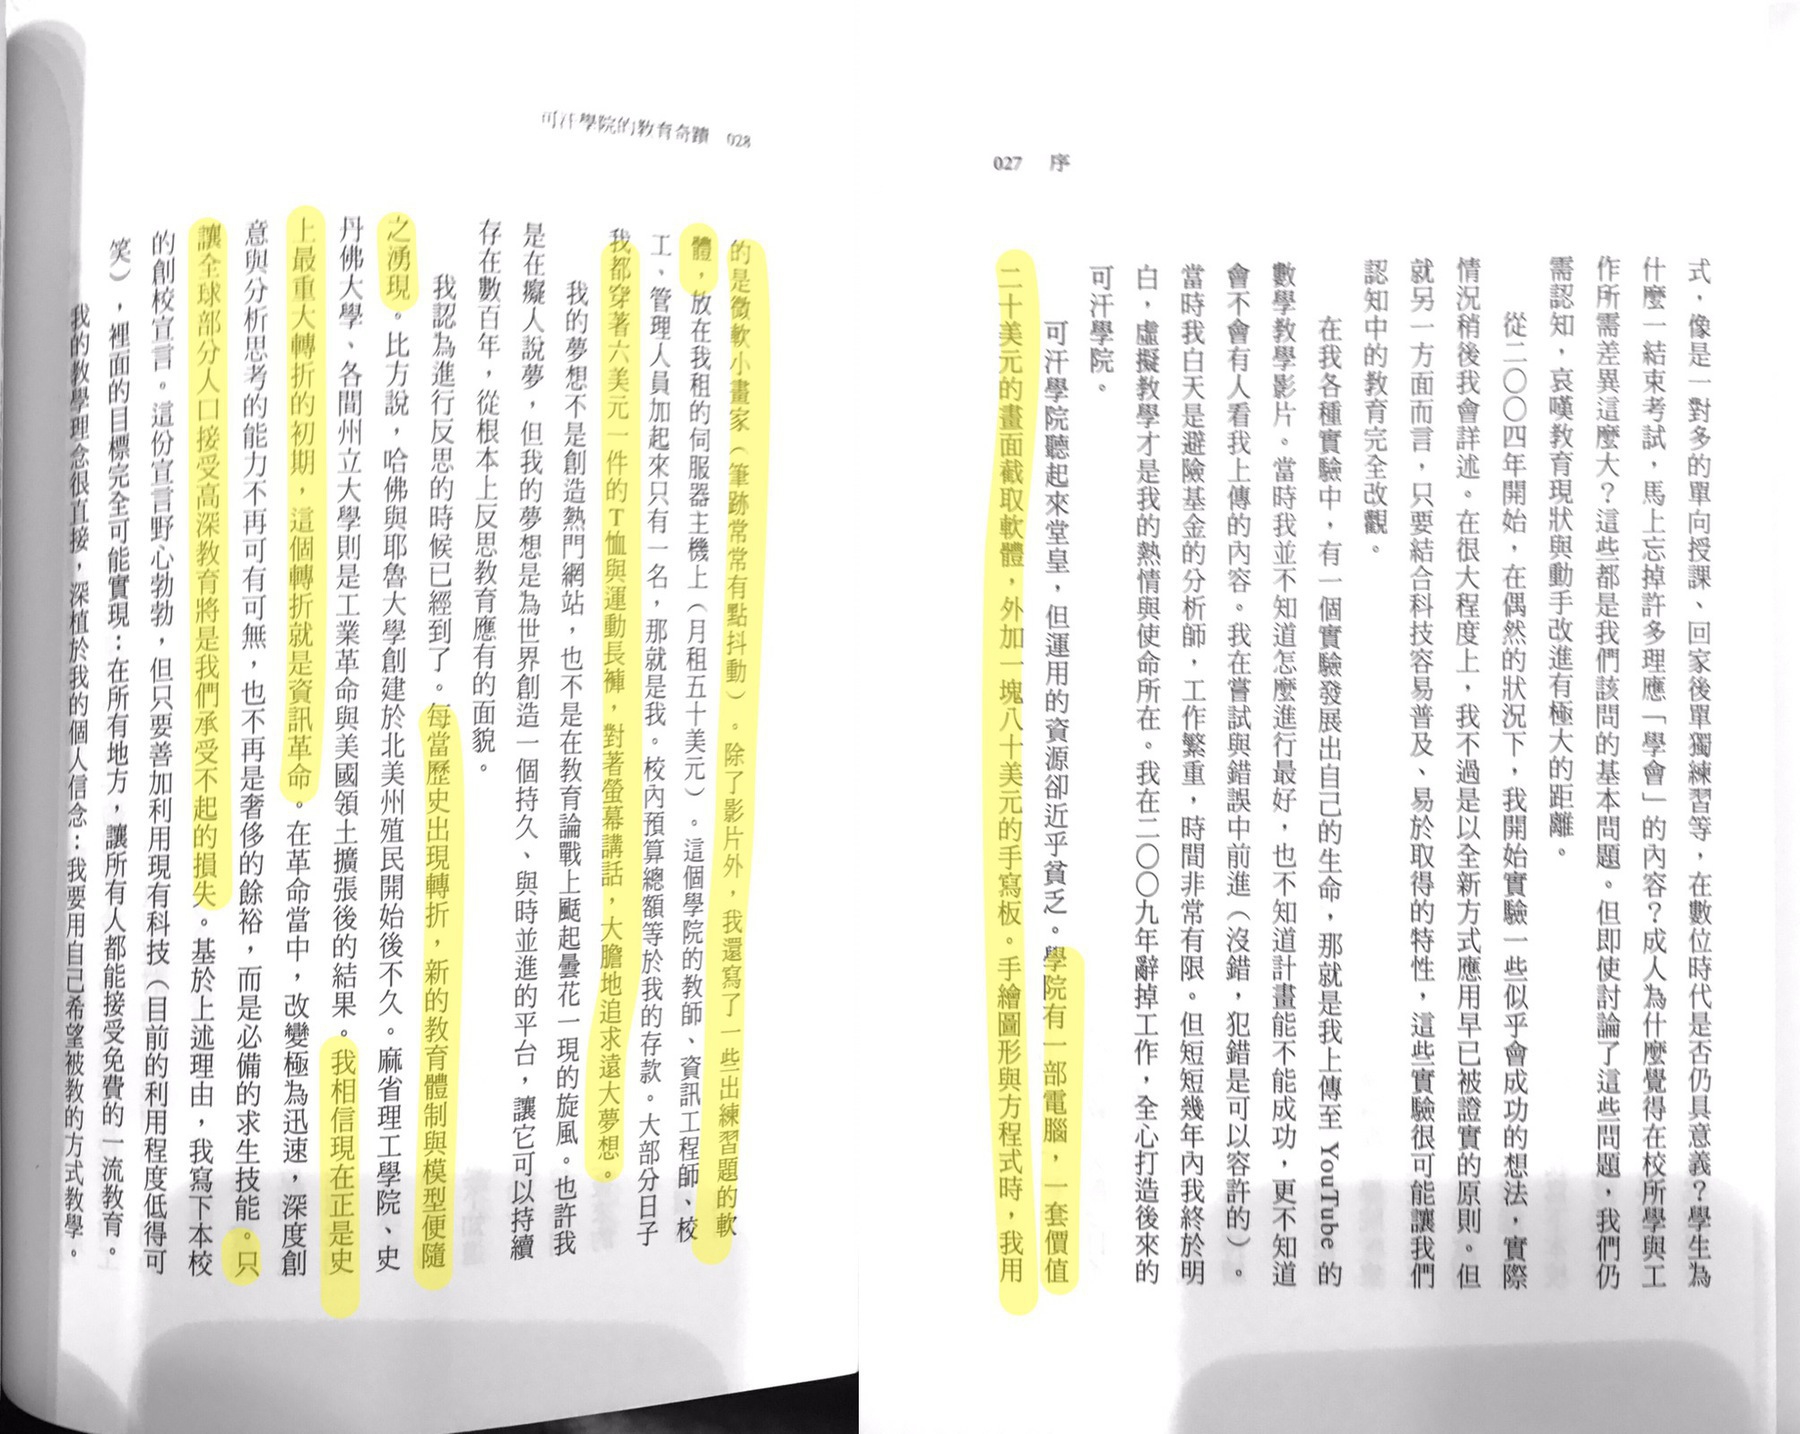 027 序
式，像是一對多的單向授課、回家後單獨練習等，在數位時代是否仍具意義？學生為
什麼一結束考試，馬上忘掉許多理應「學會」的內容？成人為什麼覺得在校所學與工
作所需差異這麼大？這些都是我們該問的基本問題。但即使討論了這些問題，我們仍
需認知，哀嘆教育現狀與動手改進有極大的距離。
從二〇〇四年開始，在偶然的狀況下，我開始實驗一些似乎會成功的想法，實際
情況稍後我會詳述。在很大程度上，我不過是以全新方式應用早已被證實的原則。但
就另一方面而言，只要結合科技容易普及、易於取得的特性，這些實驗很可能讓我們
認知中的教育完全改觀。
在我各種實驗中，有一個實驗發展出自己的生命，那就是我上傳至 YouTube 的
數學教學影片。當時我並不知道怎麼進行最好，也不知道計畫能不能成功，更不知道
會不會有人看我上傳的內容。我在嘗試與錯誤中前進（沒錯，犯錯是可以容許的）。
當時我白天是避險基金的分析師，工作繁重，時間非常有限。但短短幾年內我終於明
白，虛擬教學才是我的熱情與使命所在。我在二〇〇九年辭掉工作，全心打造後來的
可汗學院。
可汗學院聽起來堂皇，但運用的資源卻近乎貧乏。學院有一部電腦，一套價值
二十美元的畫面截取軟體，外加一塊八十美元的手寫板。手繪圖形與方程式時，我用
可汗學院的教育奇蹟 028
的是微軟小畫家（筆跡常常有點抖動）。除了影片外，我還寫了一些出練習題的軟
體，放在我租的伺服器主機上（月租五十美元）。這個學院的教師、資訊工程師、校
工、管理人員加起來只有一名，那就是我。校內預算總額等於我的存款。大部分日子
我都穿著六美元一件的T恤與運動長褲，對著螢幕講話，大膽地追求遠大夢想。
我的夢想不是創造熱門網站，也不是在教育論戰上颳起曇花一現的旋風。也許我
是在癡人說夢，但我的夢想是為世界創造一個持久、與時並進的平台，讓它可以持續
存在數百年，從根本上反思教育應有的面貌。
我認為進行反思的時候已經到了。每當歷史出現轉折，新的教育體制與模型便隨
之湧現。比方說，哈佛與耶魯大學創建於北美州殖民開始後不久。麻省理工學院、史
丹佛大學、各間州立大學則是工業革命與美國領土擴張後的結果。我相信現在正是史
上最重大轉折的初期，這個轉折就是資訊革命。在革命當中，改變極為迅速，深度創
意與分析思考的能力不再可有可無，也不再是奢侈的餘裕，而是必備的求生技能。只
讓全球部分人口接受高深教育將是我們承受不起的損失。基於上述理由，我寫下本校
的創校宣言。這份宣言野心勃勃，但只要善加利用現有科技（目前的利用程度低得可
笑），裡面的目標完全可能實現：在所有地方，讓所有人都能接受免費的一流教育。
我的教學理念很直接，深植於我的個人信念：我要用自己希望被教的方式教學。